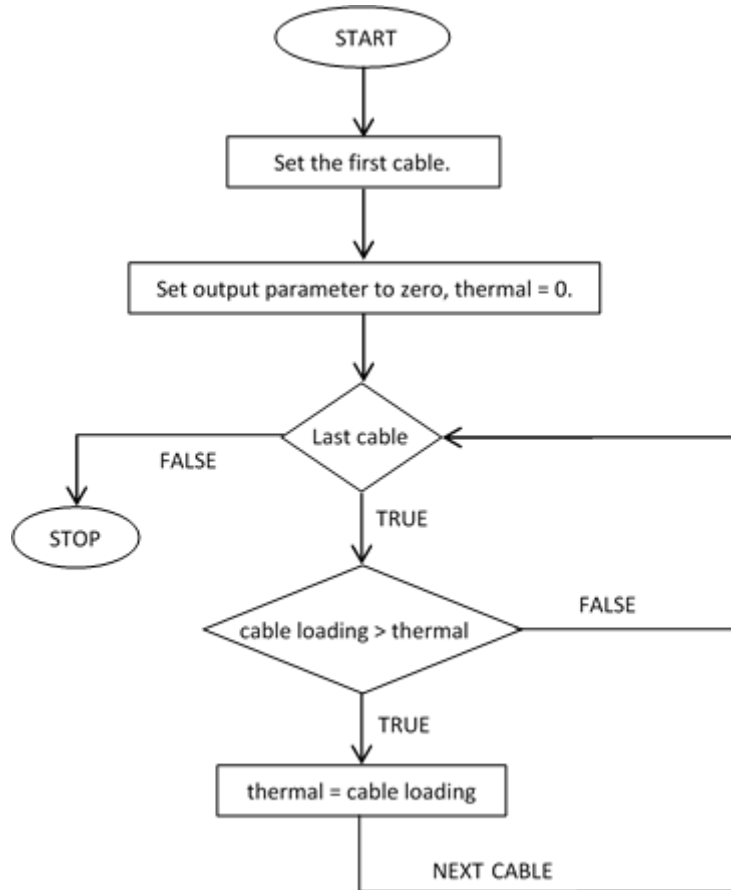 START
Set the first cable.
Set output parameter to zero, thermal = 0.
Last cable
FALSE
STOP
TRUE
cable loading > thermal
FALSE
TRUE
thermal = cable loading
NEXT CABLE